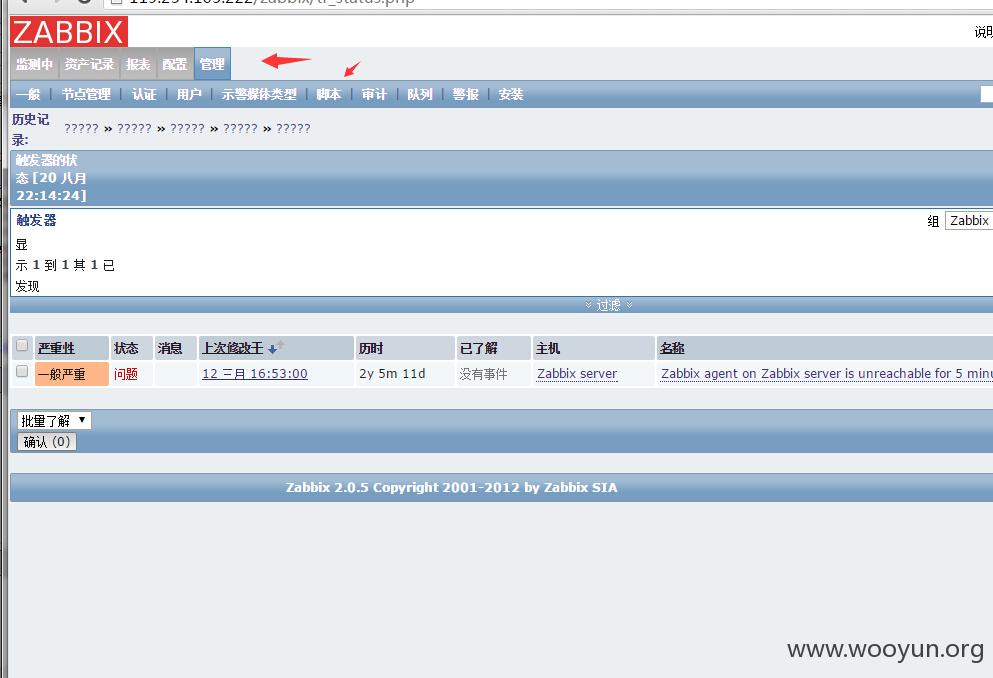 /zabbix/tr_status.php
ZABBIX
说明
监测中 资产记录 报表 配置 管理
一般 | 节点管理 | 认证 | 用户 | 示警媒体类型 | 脚本 | 审计 | 队列 | 警报 | 安装
历史记
录: ????? » ????? » ????? » ????? » ?????
触发器的状
态 [20 八月
22:14:24]
触发器 组 Zabbix
显
示 1 到 1 其 1 已
发现
过滤
严重性 状态 消息 上次修改于 历时 已了解 主机 名称
一般严重 问题 12 三月 16:53:00 2y 5m 11d 没有事件 Zabbix server Zabbix agent on Zabbix server is unreachable for 5 minu
批量了解
确认 (0)
Zabbix 2.0.5 Copyright 2001-2012 by Zabbix SIA
www.wooyun.org